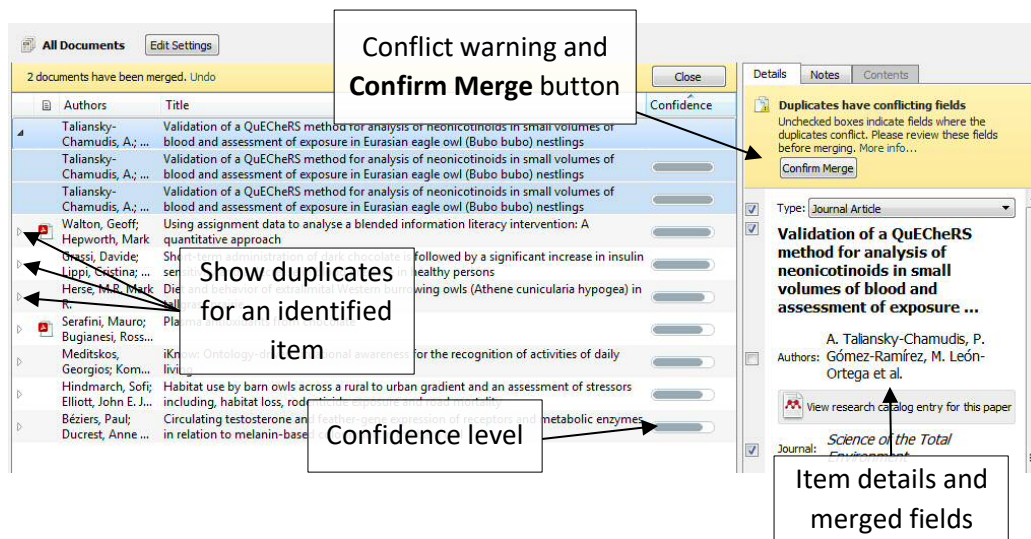 All Documents
Edit Settings
Conflict warning and
Confirm Merge button
2 documents have been merged. Undo
Close
Authors Title Confidence
Taliansky- Validation of a QuEChERS method for analysis of neonicotinoids in small volumes of
Chamudis, A.; ... blood and assessment of exposure in Eurasian eagle owl (Bubo bubo) nestlings
Taliansky- Validation of a QuEChERS method for analysis of neonicotinoids in small volumes of
Chamudis, A.; ... blood and assessment of exposure in Eurasian eagle owl (Bubo bubo) nestlings
Taliansky- Validation of a QuEChERS method for analysis of neonicotinoids in small volumes of
Chamudis, A.; ... blood and assessment of exposure in Eurasian eagle owl (Bubo bubo) nestlings
Walton, Geoff; Using assignment data to analyse a blended information literacy intervention: A
Hepworth, Mark quantitative approach
Grassi, Davide; Short-term administration of dark chocolate is followed by a significant increase in insulin
Lippi, Cristina; ... in healthy persons
Herse, M.R. Mark Diet and behavior of extralimital Western burrowing owls (Athene cunicularia hypogea) in
R.
Serafini, Mauro; Plasma antioxidants from chocolate
Bugianesi, Ross...
Meditskos, iKnow: Ontology-driven situational awareness for the recognition of activities of daily
Georgios; Kom... living
Hindmarch, Sofi; Habitat use by barn owls across a rural to urban gradient and an assessment of stressors
Elliott, John E. J... including, habitat loss, rodenticide exposure and road mortality
Béziers, Paul; Circulating testosterone and feather-gene expression of receptors and metabolic enzymes
Ducrest, Anne ... in relation to melanin-based
Show duplicates
for an identified
item
Confidence level
Details Notes Contents
Duplicates have conflicting fields
Unchecked boxes indicate fields where the
duplicates conflict. Please review these fields
before merging. More info...
Confirm Merge
Type: Journal Article
Validation of a QuEChERS
method for analysis of
neonicotinoids in small
volumes of blood and
assessment of exposure ...
A. Taliansky-Chamudis, P.
Authors: Gómez-Ramírez, M. León-
Ortega et al.
View research catalog entry for this paper
Journal: Science of the Total
Environment
Item details and
merged fields